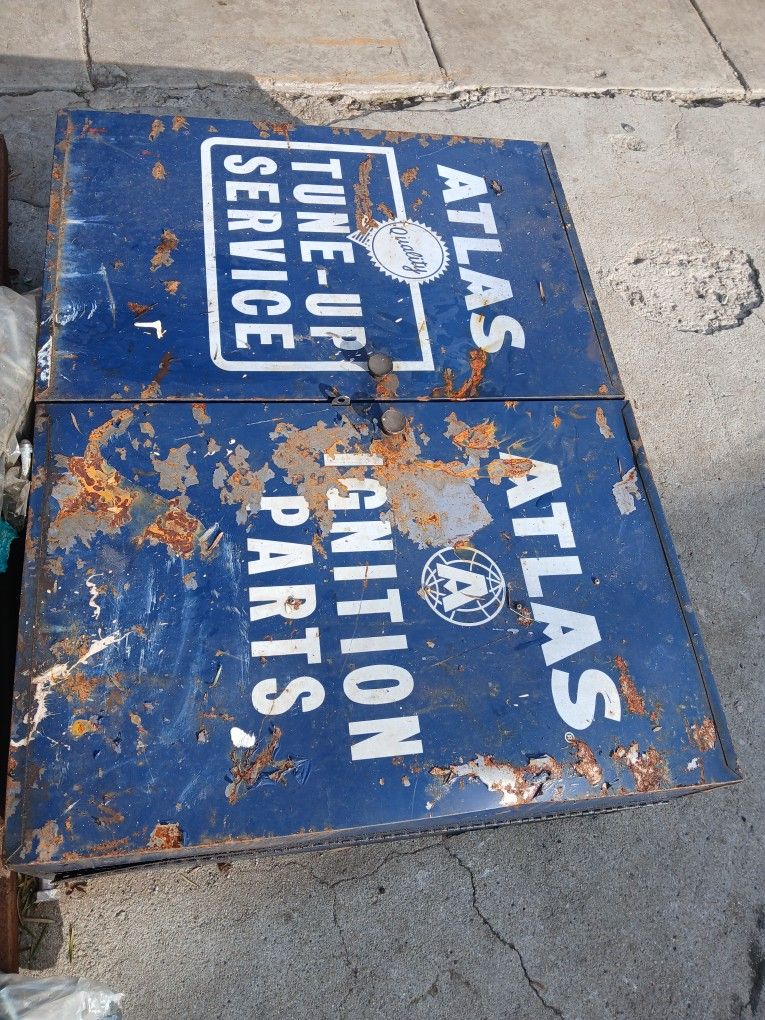 ATLAS
Quality
TUNE-UP
SERVICE
ATLAS®
A
IGNITION
PARTS